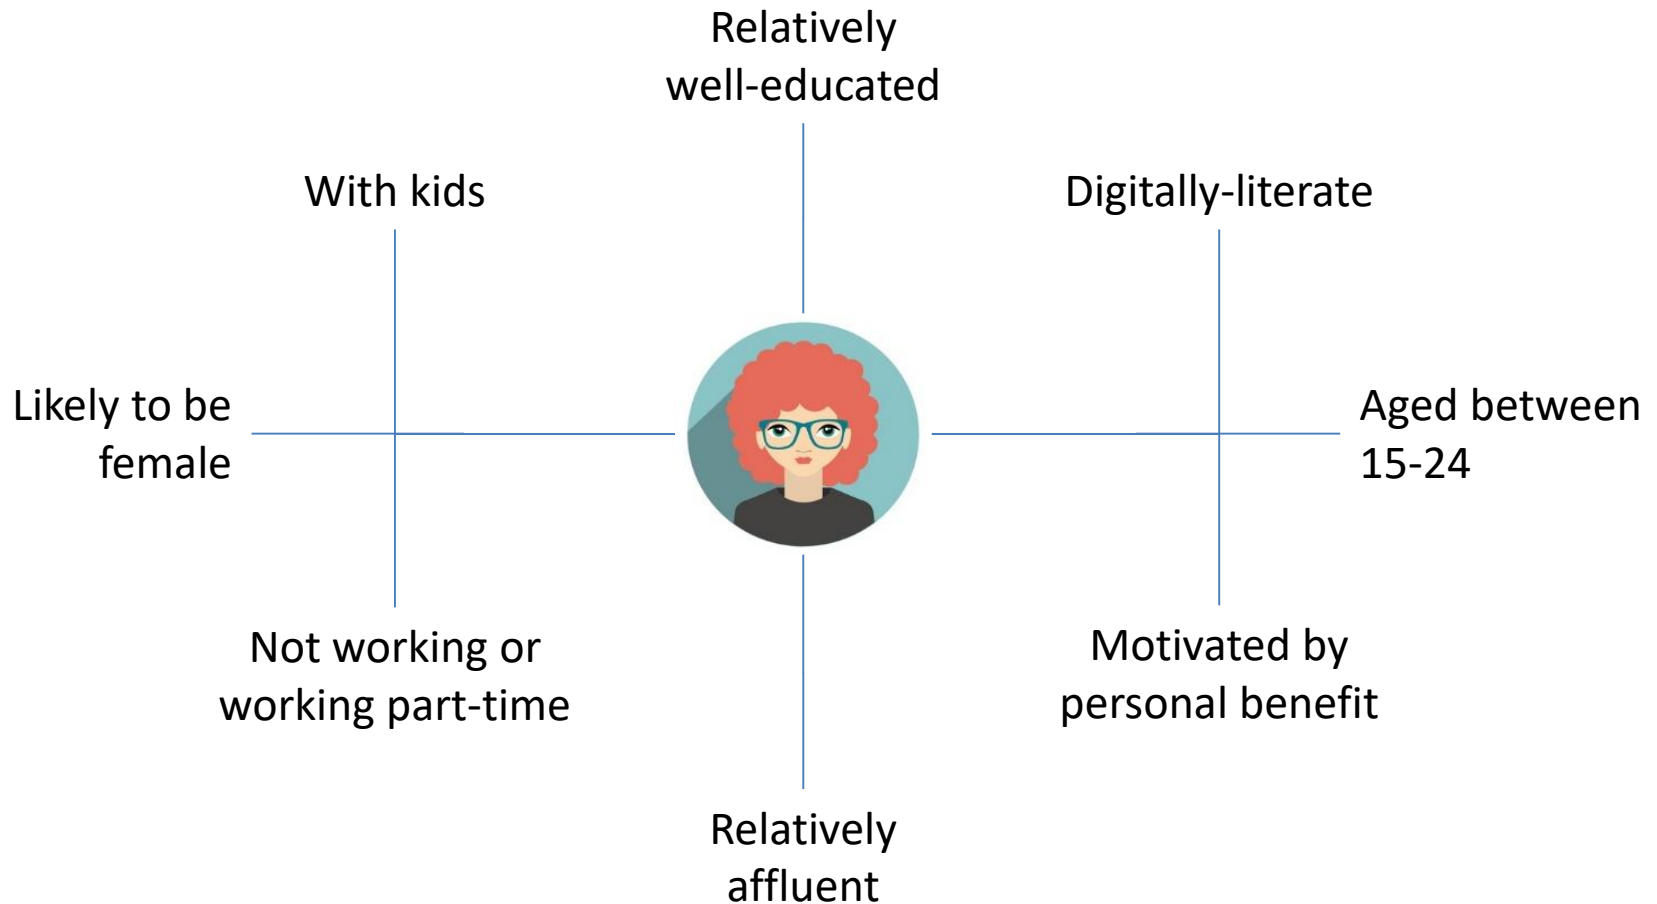 Relatively
well-educated
With kids
Digitally-literate
Likely to be
female
Aged between
15-24
Not working or
working part-time
Motivated by
personal benefit
Relatively
affluent